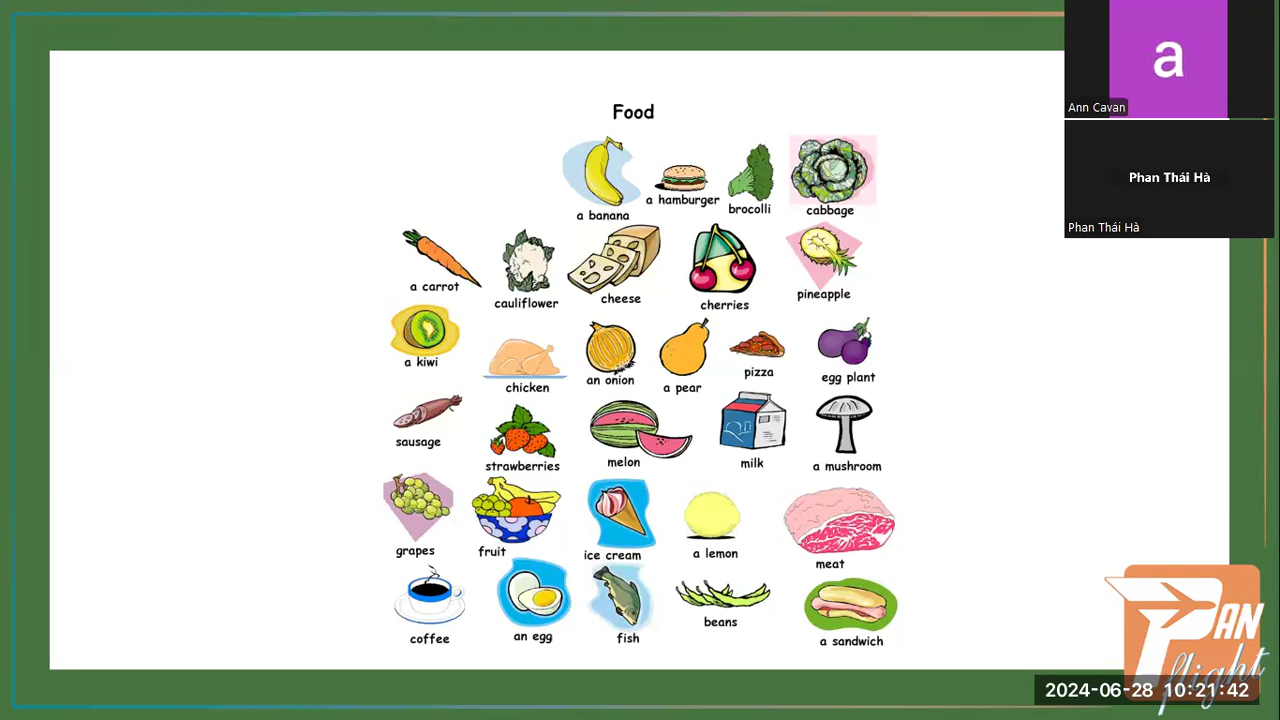 Food
a banana
a hamburger
brocolli
cabbage
a carrot
cauliflower
cheese
cherries
pineapple
a kiwi
chicken
an onion
a pear
pizza
egg plant
sausage
strawberries
melon
milk
a mushroom
grapes
fruit
ice cream
a lemon
meat
coffee
an egg
fish
beans
a sandwich
a
Ann Cavan
Phan Thái Hà
Phan Thái Hà
PAN
flight
2024-06-28 10:21:42